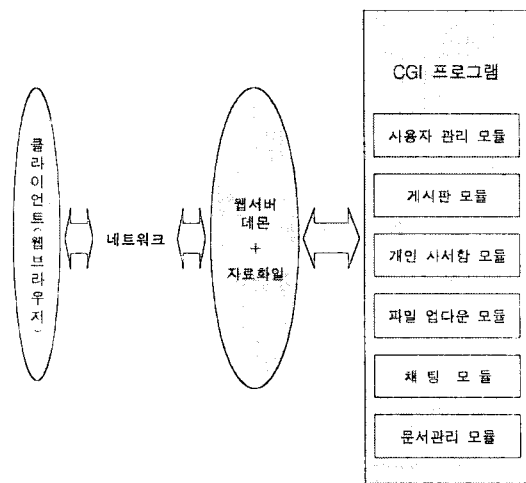 클라이언트(웹브라우저)
네트워크
웹서버
데몬
+
자료화일
CGI 프로그램
사용자 관리 모듈
게시판 모듈
개인 사서함 모듈
파일 업다운 모듈
채 팅 모 듈
문서관리 모듈